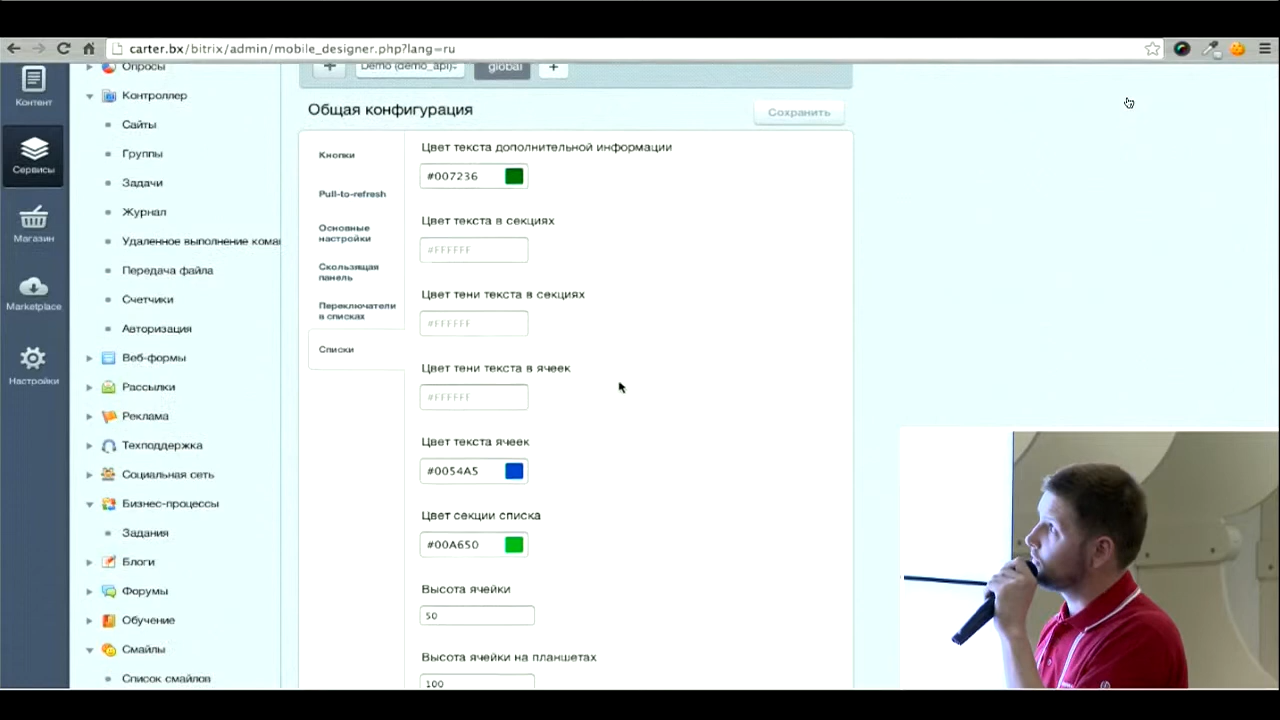 carter.bx/bitrix/admin/mobile_designer.php?lang=ru
Контент
Сервисы
Магазин
Marketplace
Настройки
Опросы
Контроллер
Сайты
Группы
Задачи
Журнал
Удаленное выполнение кома
Передача файла
Счетчики
Авторизация
Веб-формы
Рассылки
Реклама
Техподдержка
Социальная сеть
Бизнес-процессы
Задания
Блоги
Форумы
Обучение
Смайлы
Список смайлов
+
Demo (demo_api)
global
+
Общая конфигурация
Сохранить
Кнопки
Pull-to-refresh
Основные
настройки
Скользящая
панель
Переключатели
в списках
Списки
Цвет текста дополнительной информации
#007236
Цвет текста в секциях
#FFFFFF
Цвет тени текста в секциях
#FFFFFF
Цвет тени текста в ячеек
#FFFFFF
Цвет текста ячеек
#0054A5
Цвет секции списка
#00A650
Высота ячейки
50
Высота ячейки на планшетах
100